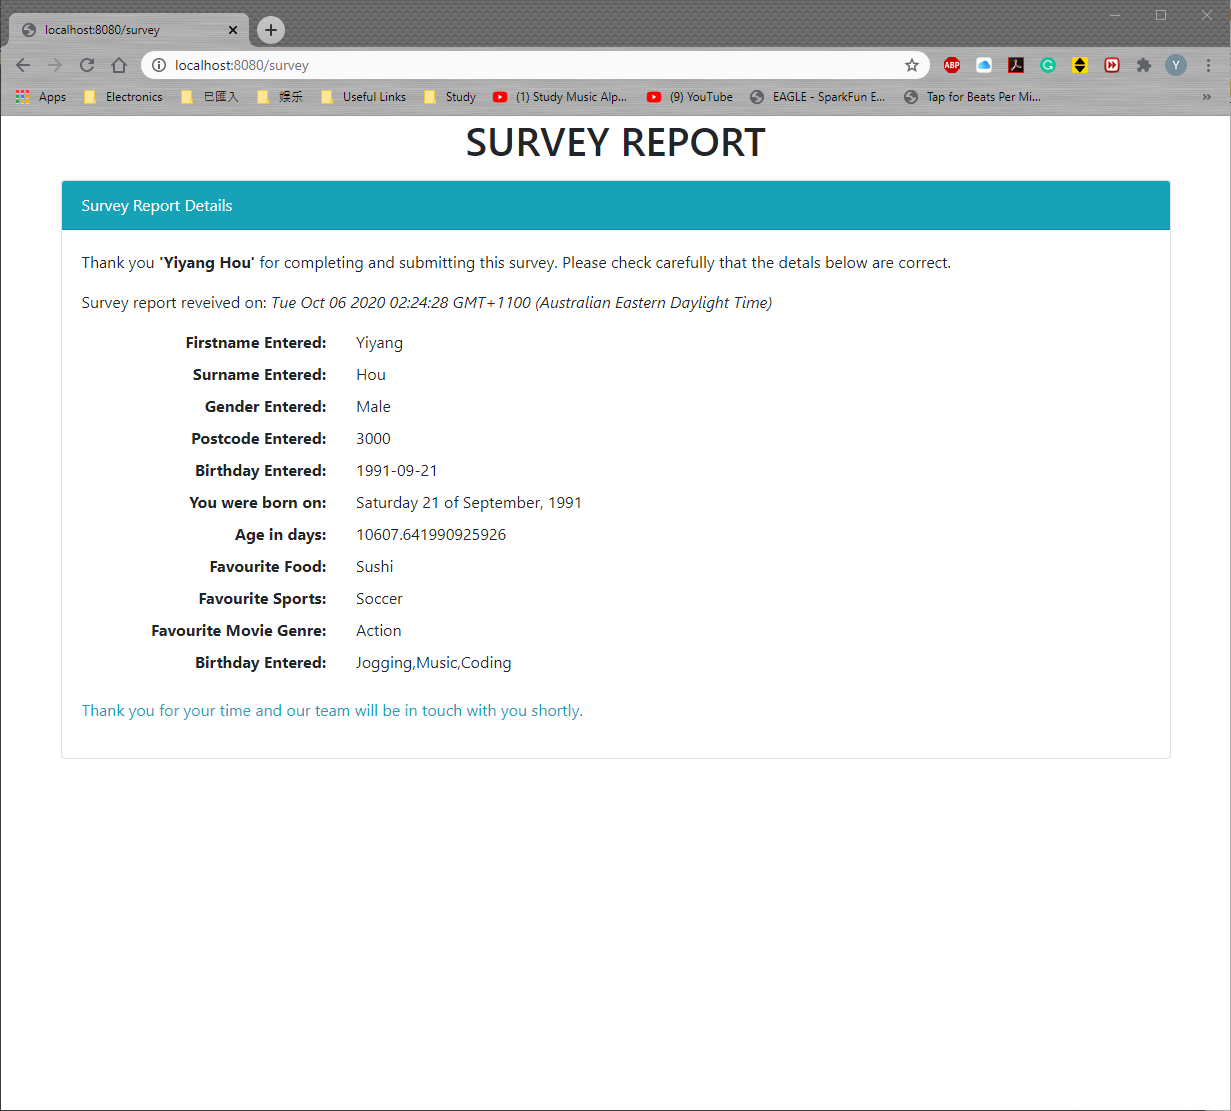 localhost:8080/survey
localhost:8080/survey
ABP
Y
Apps Electronics 已匯入 娱乐 Useful Links Study (1) Study Music Alp... (9) YouTube EAGLE - SparkFun E... Tap for Beats Per Mi... »
SURVEY REPORT
Survey Report Details
Thank you 'Yiyang Hou' for completing and submitting this survey. Please check carefully that the detals below are correct.
Survey report reveived on: Tue Oct 06 2020 02:24:28 GMT+1100 (Australian Eastern Daylight Time)
Firstname Entered: Yiyang
Surname Entered: Hou
Gender Entered: Male
Postcode Entered: 3000
Birthday Entered: 1991-09-21
You were born on: Saturday 21 of September, 1991
Age in days: 10607.641990925926
Favourite Food: Sushi
Favourite Sports: Soccer
Favourite Movie Genre: Action
Birthday Entered: Jogging,Music,Coding
Thank you for your time and our team will be in touch with you shortly.